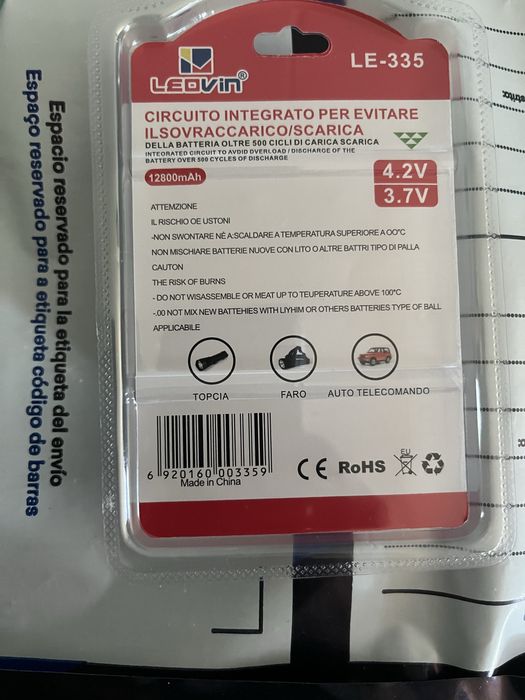 LEOVIN®
LE-335
CIRCUITO INTEGRATO PER EVITARE
ILSOVRACCARICO/SCARICA
DELLA BATTERIA OLTRE 500 CICLI DI CARICA SCARICA
INTEGRATED CIRCUIT TO AVOID OVERLOAD / DISCHARGE OF THE
BATTERY OVER 500 CYCLES OF DISCHARGE
12800mAh
4.2V
3.7V
ATTEMZIONE
IL RISCHIO OE USTONI
-NON SWONTARE NÉ A:SCALDARE A TEMPERATURA SUPERIORE A OO°C
NON MISCHIARE BATTERIE NUOVE CON LITO O ALTRE BATTRI TIPO DI PALLA
CAUTON
THE RISK OF BURNS
- DO NOT WISASSEMBLE OR MEAT UP TO TEUPERATURE ABOVE 100°C
-.00 NOT MIX NEW BATTEHIES WITH LIYHIM OR OTHERS BATTERIES TYPE OF BALL
APPLICABILE
TOPCIA
FARO
AUTO TELECOMANDO
6 920160 003359
Made in China
CE
RoHS
EU
Espacio reservado para la etiqueta del envío
Espaço reservado para a etiqueta código de barras